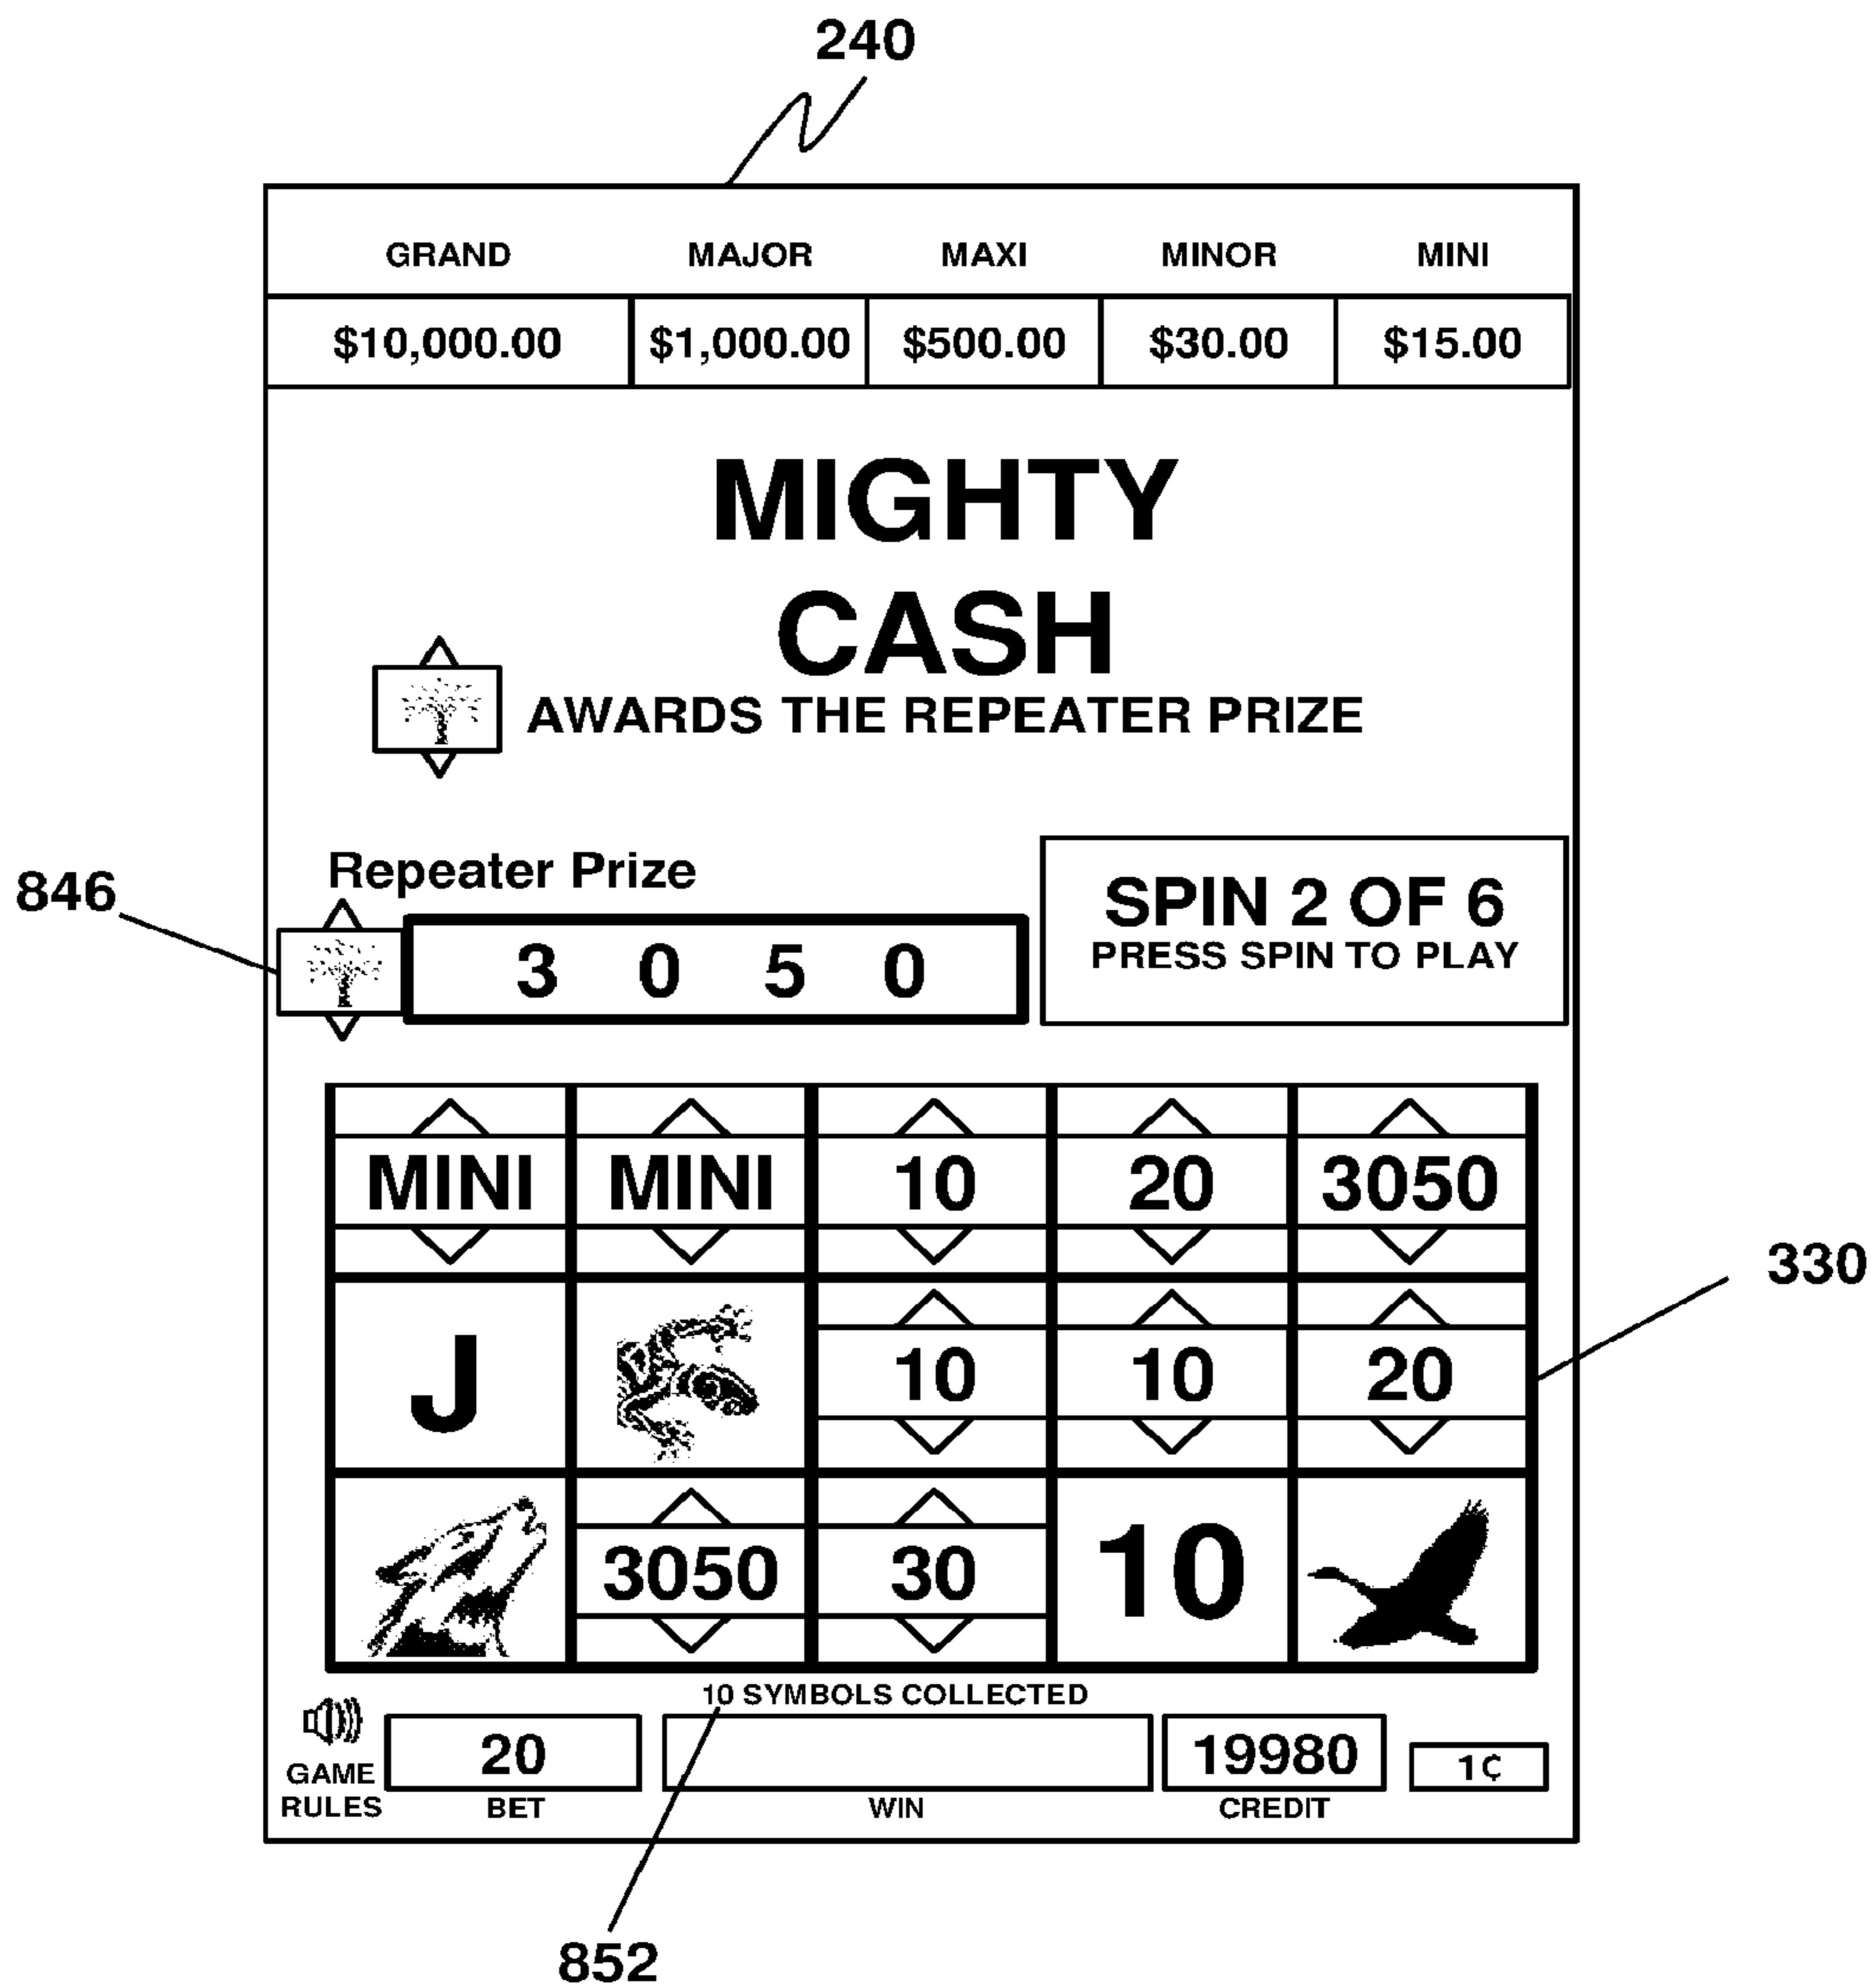 240
GRAND MAJOR MAXI MINOR MINI
$10,000.00 $1,000.00 $500.00 $30.00 $15.00
MIGHTY
CASH
AWARDS THE REPEATER PRIZE
846
Repeater Prize
3 0 5 0
SPIN 2 OF 6
PRESS SPIN TO PLAY
MINI MINI 10 20 3050
330
J 10 10 20
3050 30 10
10 SYMBOLS COLLECTED
20 19980 1¢
GAME
RULES BET WIN CREDIT
852